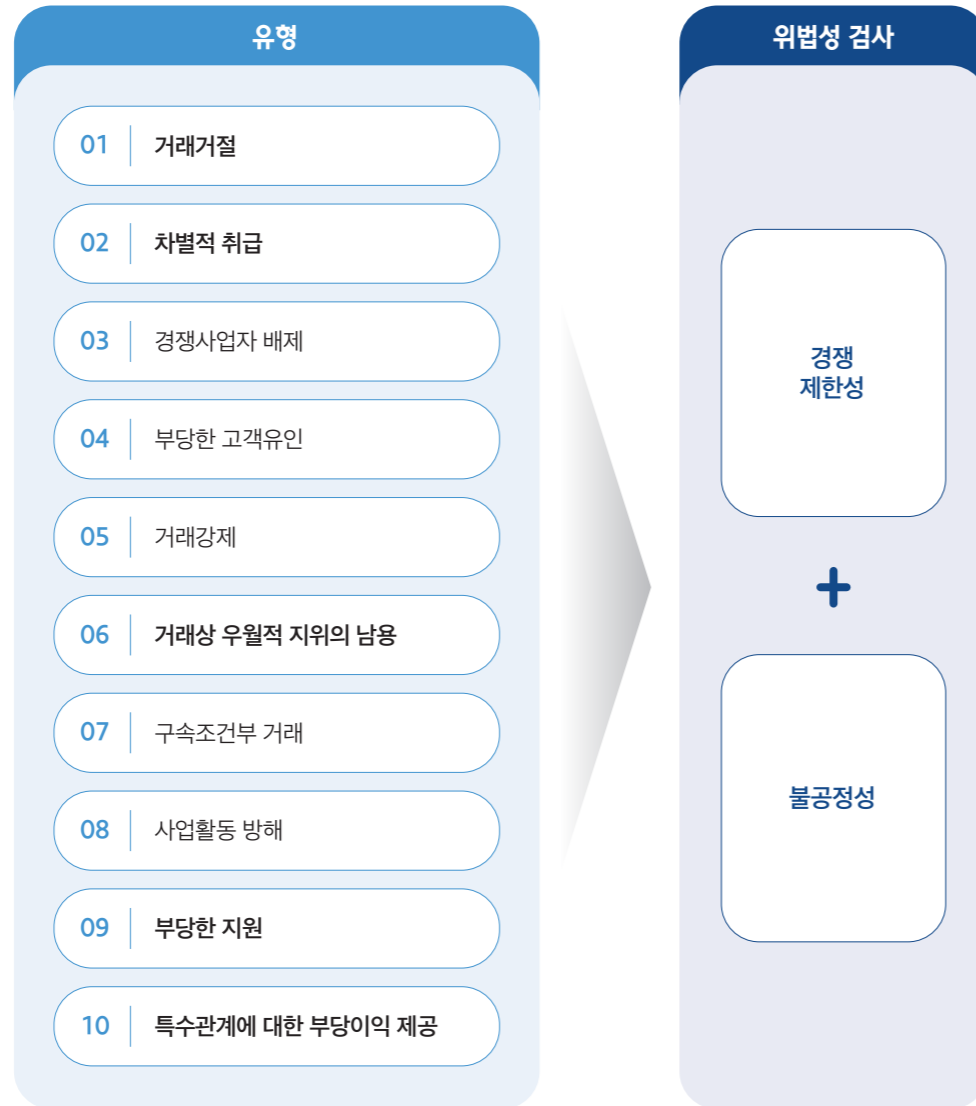 유형
01 거래거절
02 차별적 취급
03 경쟁사업자 배제
04 부당한 고객유인
05 거래강제
06 거래상 우월적 지위의 남용
07 구속조건부 거래
08 사업활동 방해
09 부당한 지원
10 특수관계에 대한 부당이익 제공
위법성 검사
경쟁
제한성
+
불공정성